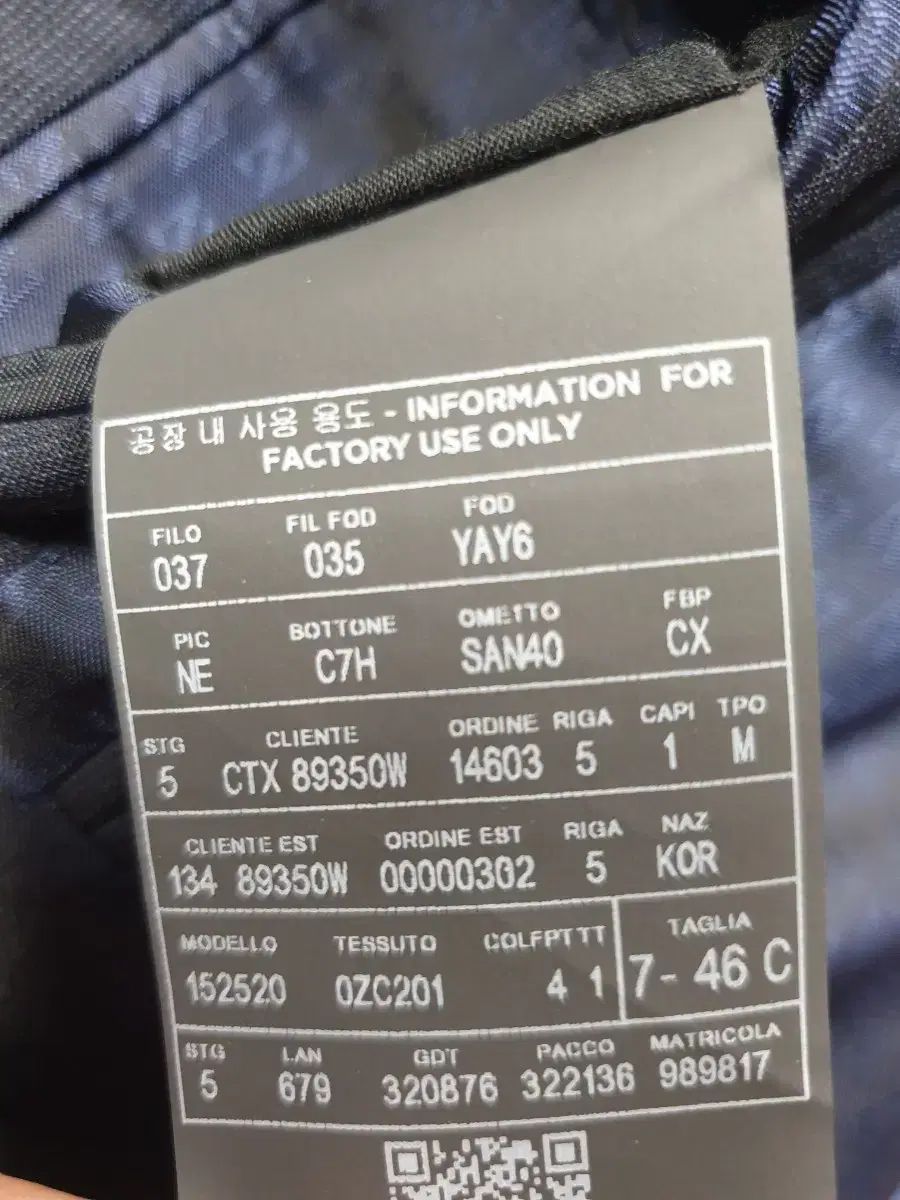 공장 내 사용 용도 - INFORMATION FOR
FACTORY USE ONLY
FILO FIL FOD FOD
037 035 YAY6
PIC BOTTONE OMETTO FBP
NE C7H SAN40 CX
STG CLIENTE ORDINE RIGA CAPI TPO
5 CTX 89350W 14603 5 1 M
CLIENTE EST ORDINE EST RIGA NAZ
134 89350W 00000302 5 KOR
MODELLO TESSUTO COLFPTTT TAGLIA
152520 0ZC201 4 1 7- 46 C
STG LAN GDT PACCO MATRICOLA
5 679 320876 322136 989817